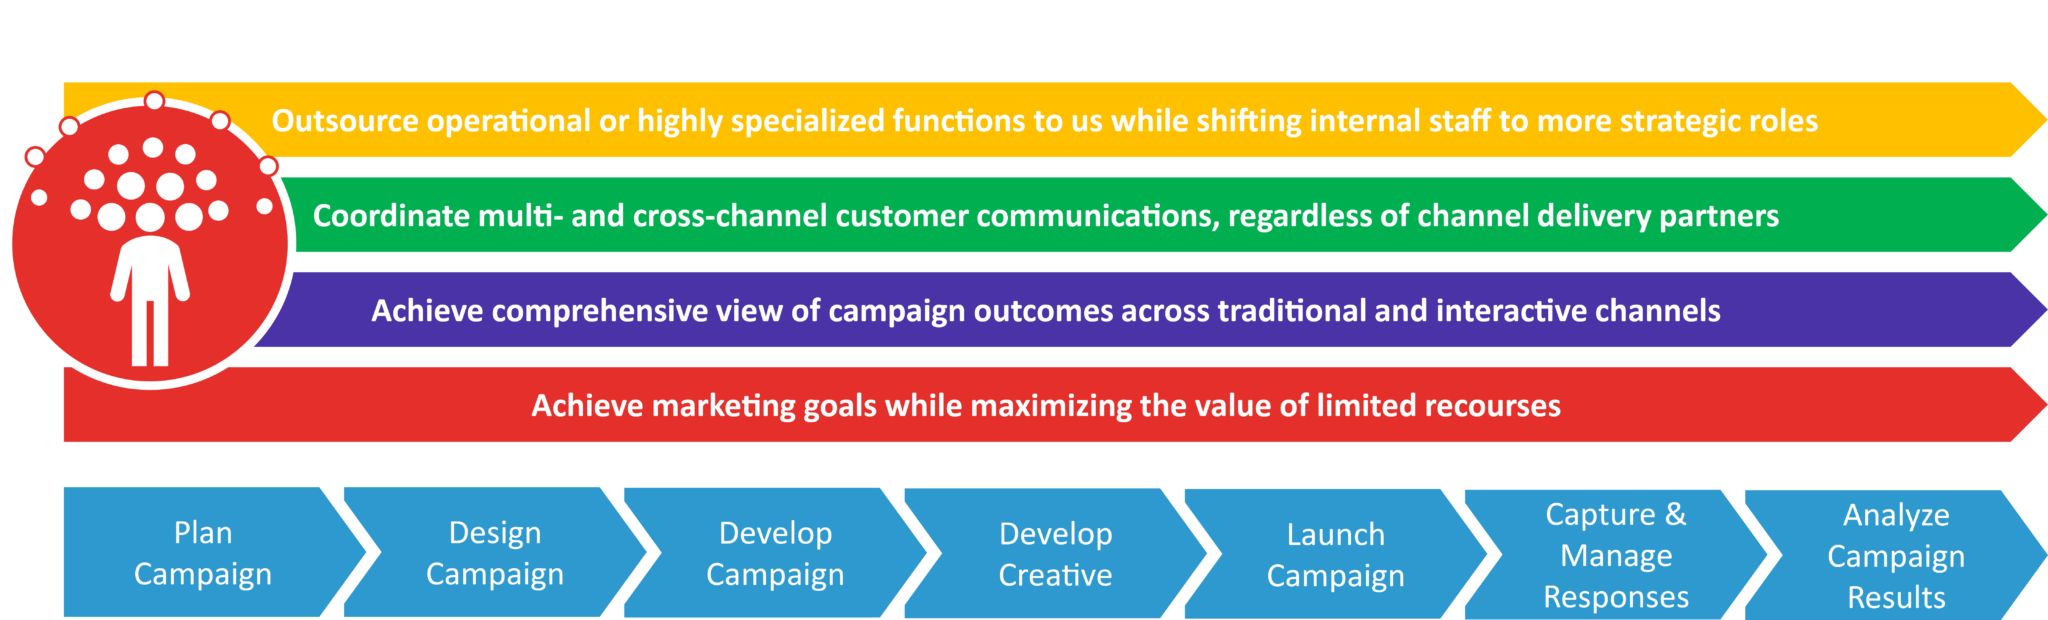 Outsource operational or highly specialized functions to us while shifting internal staff to more strategic roles
Coordinate multi- and cross-channel customer communications, regardless of channel delivery partners
Achieve comprehensive view of campaign outcomes across traditional and interactive channels
Achieve marketing goals while maximizing the value of limited recourses
Plan
Campaign
Design
Campaign
Develop
Campaign
Develop
Creative
Launch
Campaign
Capture &
Manage
Responses
Analyze
Campaign
Results